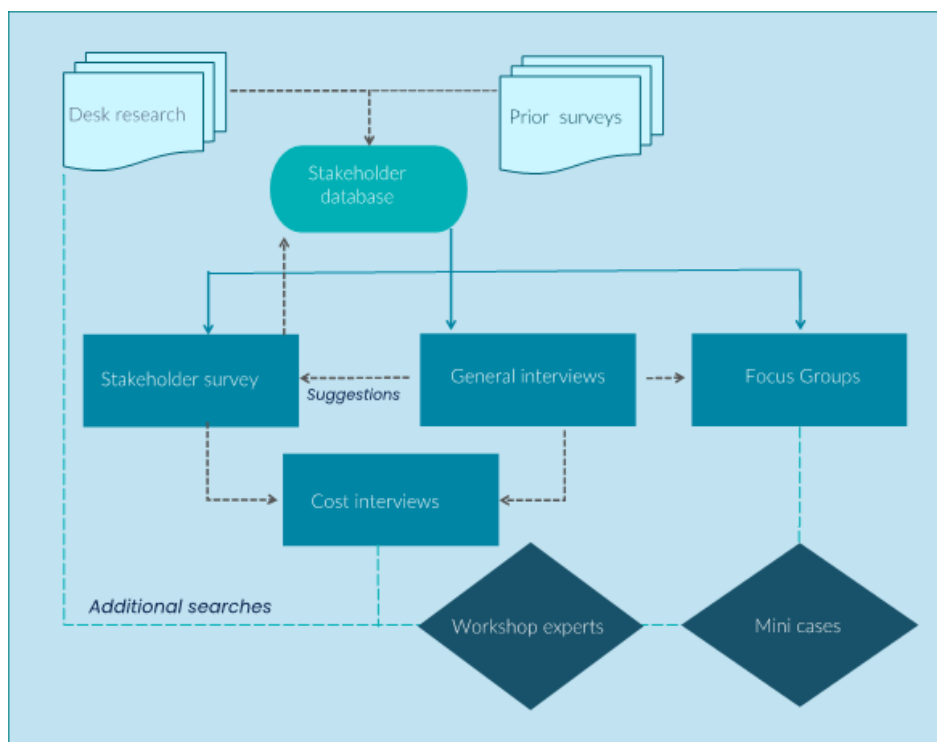 Desk research
Prior surveys
Stakeholder
database
Stakeholder survey
Suggestions
General interviews
Focus Groups
Cost interviews
Additional searches
Workshop experts
Mini cases